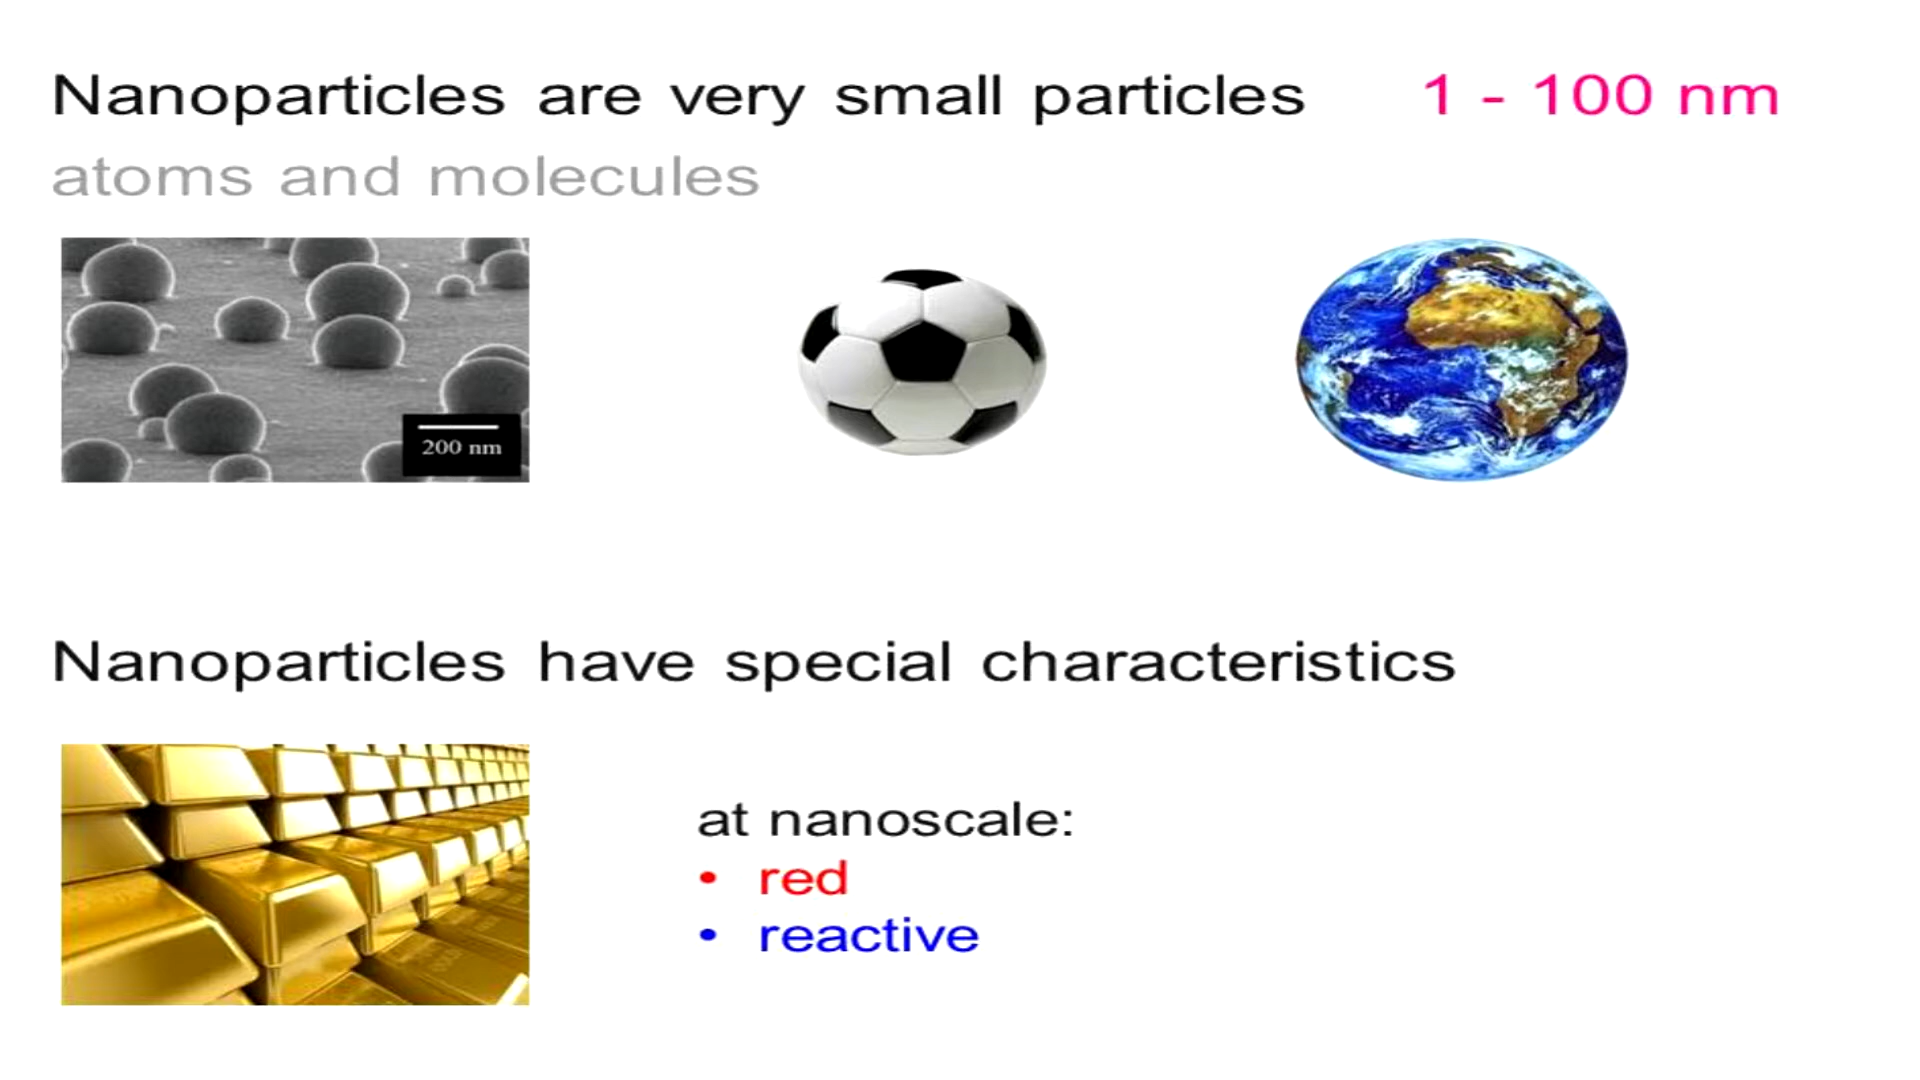 Nanoparticles are very small particles 1 - 100 nm
atoms and molecules
200 nm
Nanoparticles have special characteristics
at nanoscale:
• red
• reactive